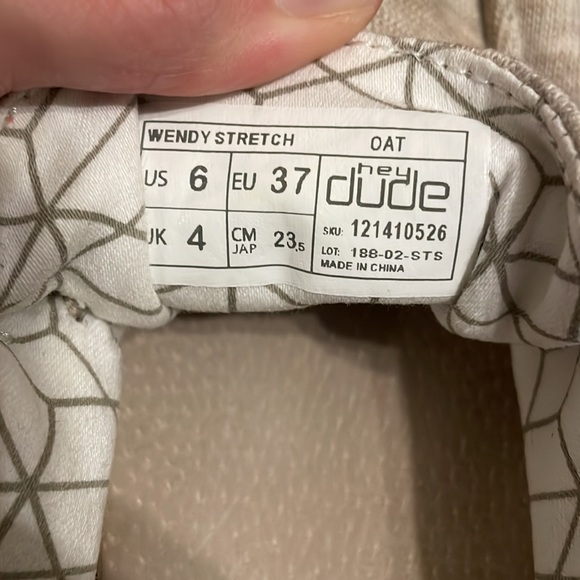 WENDY STRETCH OAT
US 6 EU 37 hey dude
UK 4 CM JAP 23.5 SKU: 121410526
LOT: 188-02-STS
MADE IN CHINA